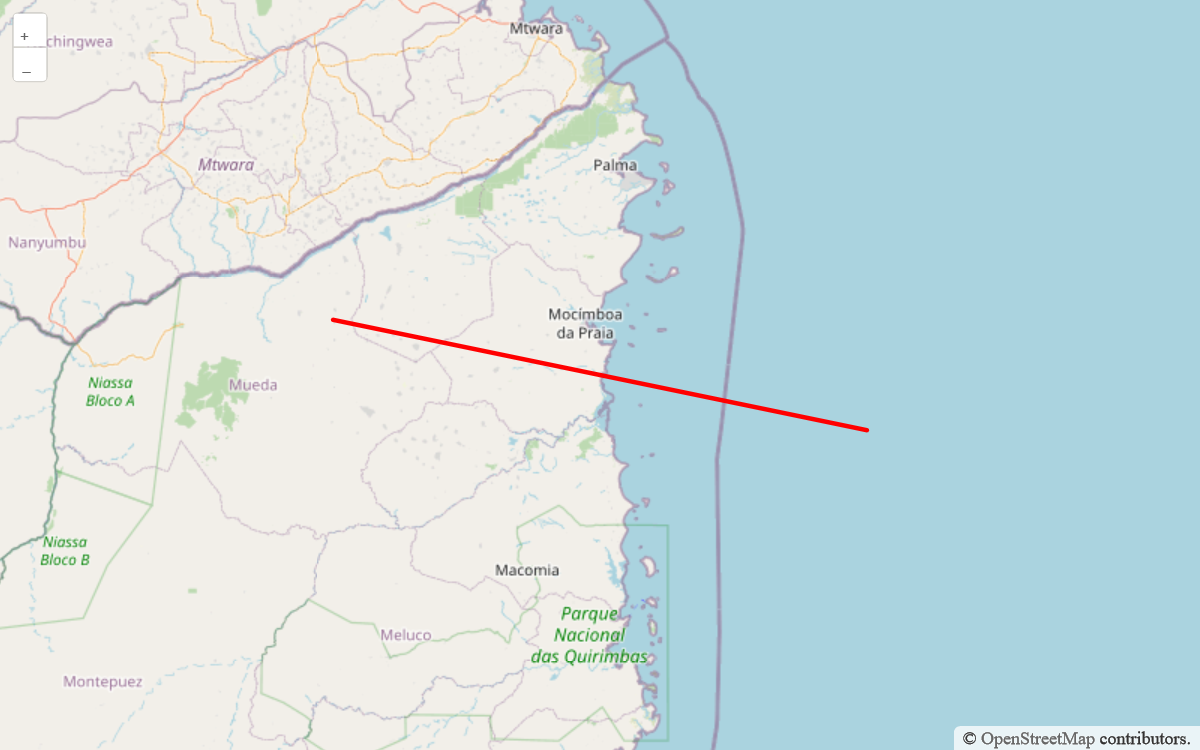 +
–
Mtwara
chingwea
Palma
Mtwara
Nanyumbu
Mocímboa
da Praia
Niassa
Bloco A
Mueda
Niassa
Bloco B
Macomia
Parque
Nacional
das Quirimbas
Meluco
Montepuez
© OpenStreetMap contributors.